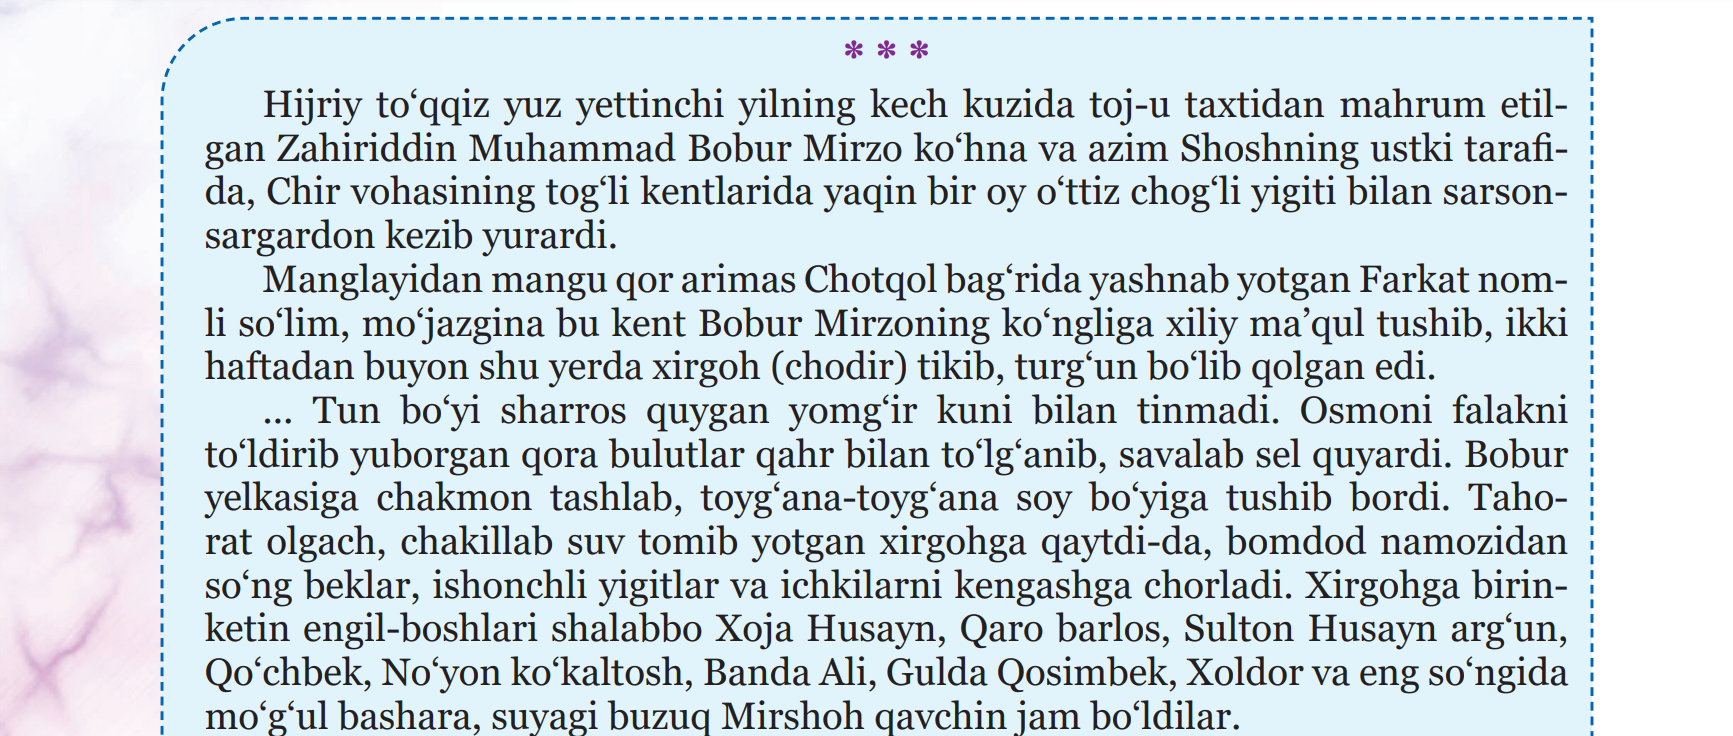 * * *
Hijriy to‘qqiz yuz yettinchi yilning kech kuzida toj-u taxtidan mahrum etil-
gan Zahiriddin Muhammad Bobur Mirzo ko‘hna va azim Shoshning ustki tarafi-
da, Chir vohasining tog‘li kentlarida yaqin bir oy o‘ttiz chog‘li yigiti bilan sarson-
sargardon kezib yurardi.
Manglayidan mangu qor arimas Chotqol bag‘rida yashnab yotgan Farkat nom-
li so‘lim, mo‘jazgina bu kent Bobur Mirzoning ko‘ngliga xiliy ma’qul tushib, ikki
haftadan buyon shu yerda xirgoh (chodir) tikib, turg‘un bo‘lib qolgan edi.
... Tun bo‘yi sharros quygan yomg‘ir kuni bilan tinmadi. Osmoni falakni
to‘ldirib yuborgan qora bulutlar qahr bilan to‘lg‘anib, savalab sel quyardi. Bobur
yelkasiga chakmon tashlab, toyg‘ana-toyg‘ana soy bo‘yiga tushib bordi. Taho-
rat olgach, chakillab suv tomib yotgan xirgohga qaytdi-da, bomdod namozidan
so‘ng beklar, ishonchli yigitlar va ichkilarni kengashga chorladi. Xirgohga birin-
ketin engil-boshlari shalabbo Xoja Husayn, Qaro barlos, Sulton Husayn arg‘un,
Qo‘chbek, No‘yon ko‘kaltosh, Banda Ali, Gulda Qosimbek, Xoldor va eng so‘ngida
mo‘g‘ul bashara, suyagi buzuq Mirshoh qavchin jam bo‘ldilar.